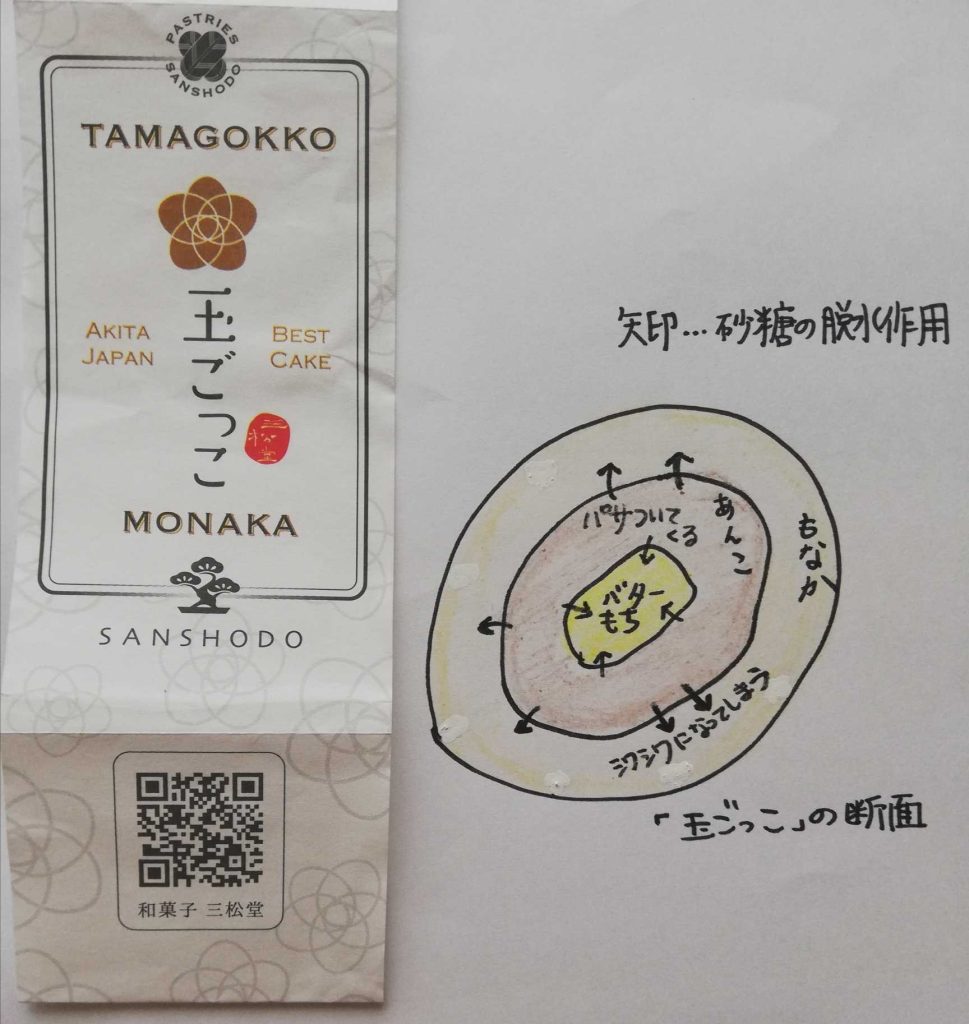 PASTRIES
SANSHODO
TAMAGOKKO
玉ごっこ
AKITA
JAPAN
BEST
CAKE
三松堂
MONAKA
SANSHODO
和菓子 三松堂
矢印…砂糖の脱水作用
もなか
あんこ
パサついて
くる
バター
もち
シワシワになってしまう
「玉ごっこ」の断面